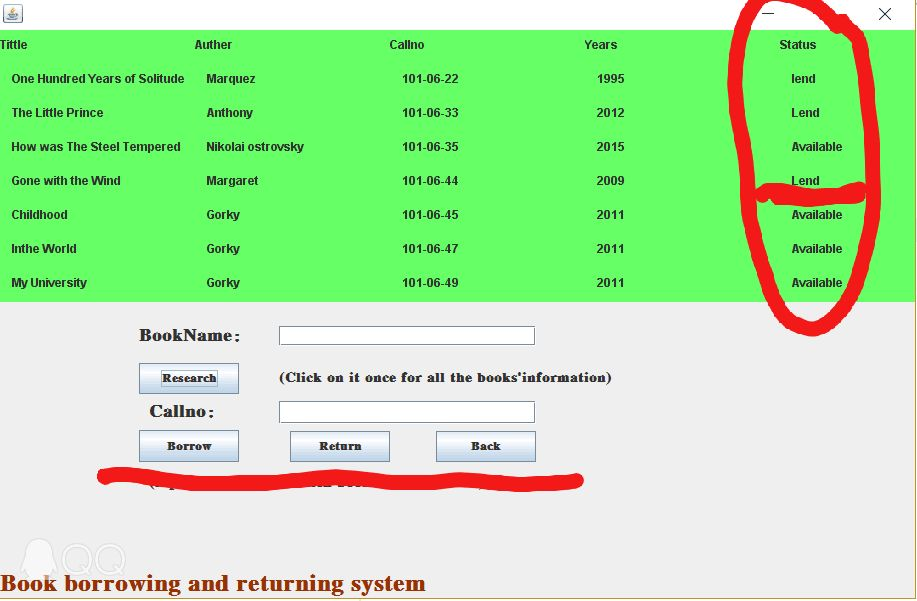 Tittle Auther Callno Years Status
One Hundred Years of Solitude Marquez 101-06-22 1995 lend
The Little Prince Anthony 101-06-33 2012 Lend
How was The Steel Tempered Nikolai ostrovsky 101-06-35 2015 Available
Gone with the Wind Margaret 101-06-44 2009 Lend
Childhood Gorky 101-06-45 2011 Available
Inthe World Gorky 101-06-47 2011 Available
My University Gorky 101-06-49 2011 Available
BookName:
Research (Click on it once for all the books'information)
Callno:
Borrow Return Back
QQ
Book borrowing and returning system